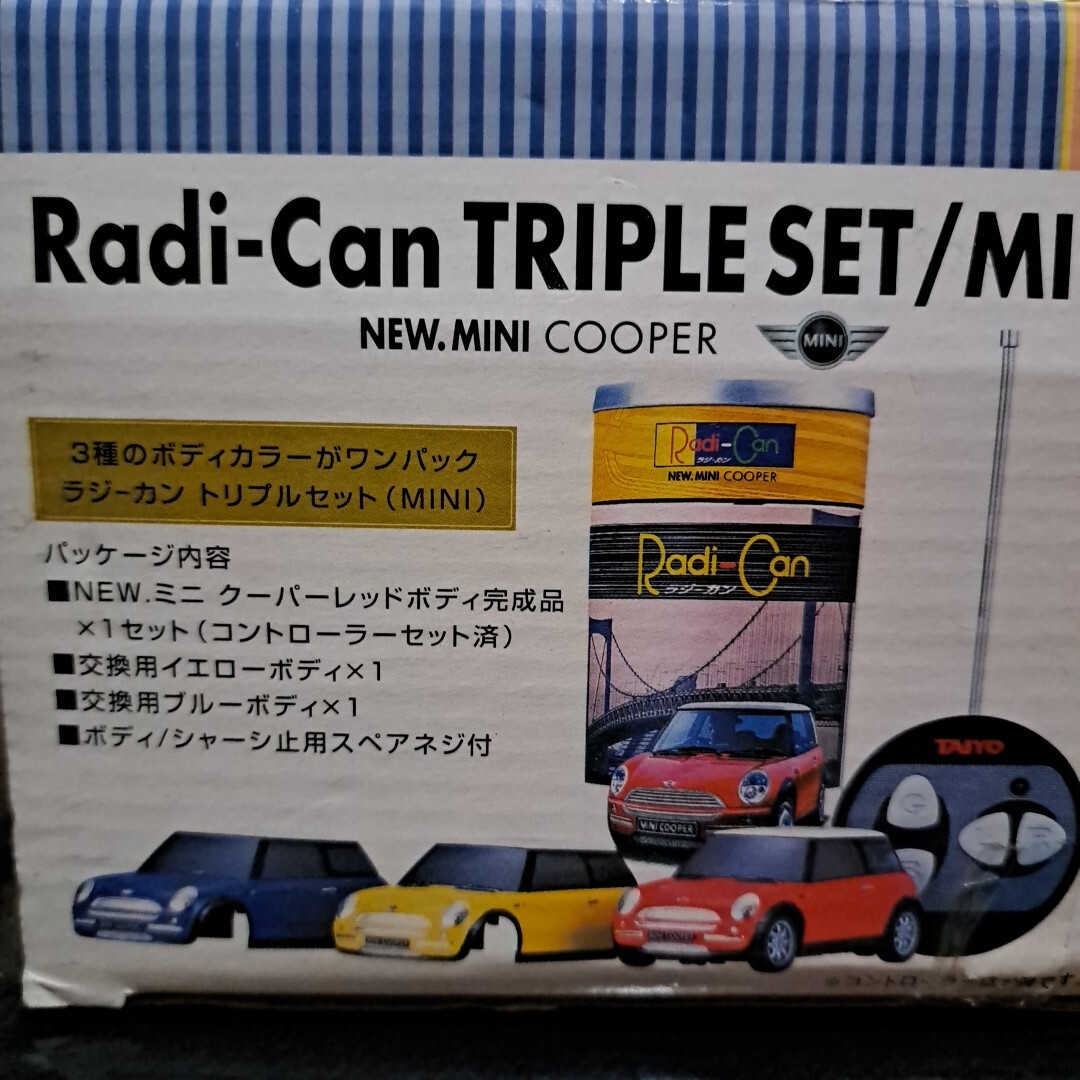 Radi-Can TRIPLE SET/MI
NEW.MINI COOPER
MINI
3種のボディカラーがワンパック
ラジーカン トリプルセット(MINI)
パッケージ内容
■NEW.ミニ クーパーレッドボディ完成品
×1セット(コントローラーセット済)
■交換用イエローボディ×1
■交換用ブルーボディ×1
■ボディ/シャーシ止用スペアネジ付
Radi-Can
ラジーカン
NEW.MINI COOPER
Radi-Can
ラジーカン
MINI COOPER
TAIYO
G
R